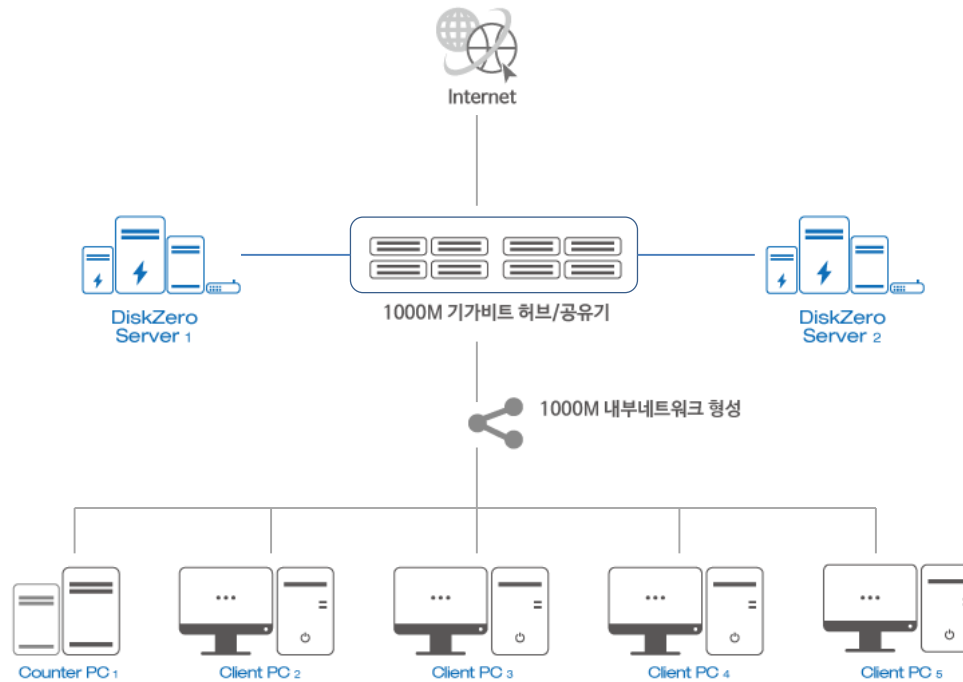 Internet
DiskZero
Server 1
1000M 기가비트 허브/공유기
DiskZero
Server 2
1000M 내부네트워크 형성
Counter PC 1
Client PC 2
Client PC 3
Client PC 4
Client PC 5